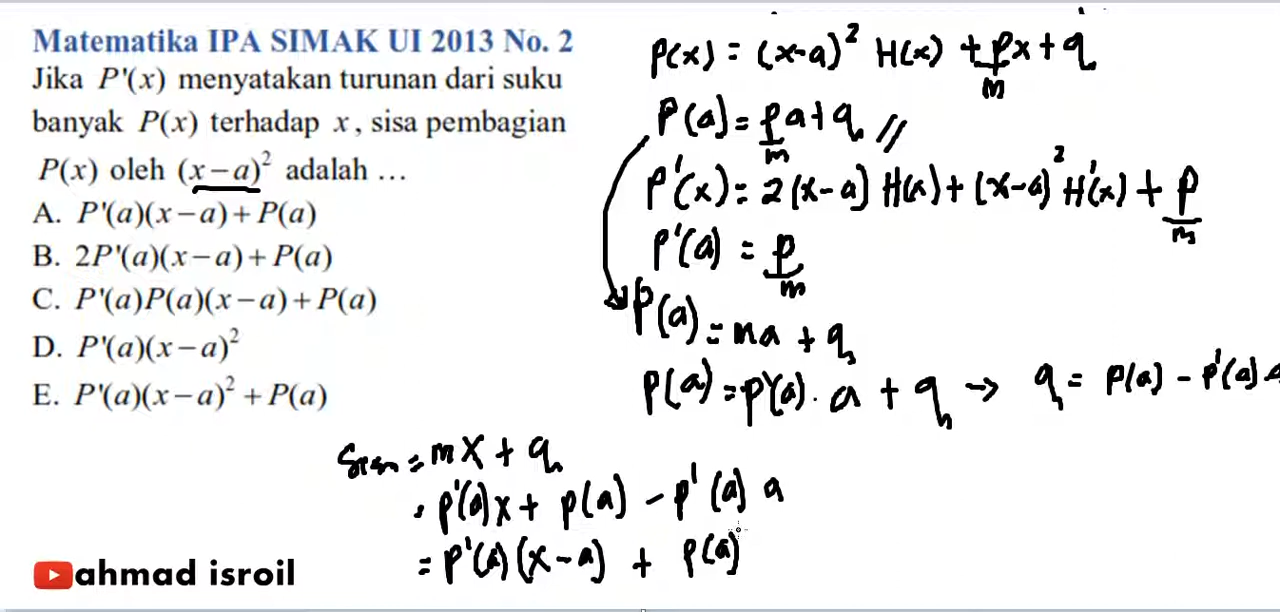 Matematika IPA SIMAK UI 2013 No. 2
Jika P'(x) menyatakan turunan dari suku
banyak P(x) terhadap x, sisa pembagian
P(x) oleh (x−a)² adalah ...
A. P'(a)(x−a)+P(a)
B. 2P'(a)(x−a)+P(a)
C. P'(a)P(a)(x−a)+P(a)
D. P'(a)(x−a)²
E. P'(a)(x−a)²+P(a)
P(x) = (x-a)² H(x) + px + q
m
P(a) = pa + q //
m
P'(x) = 2(x-a) H(x) + (x-a)² H'(x) + p
m
P'(a) = p
m
P(a) = ma + q
P(a) = P'(a) . a + q → q = P(a) - P'(a) a
= mx + q
= P'(a)x + P(a) - P'(a) a
= P'(a)(x-a) + P(a)
ahmad isroil